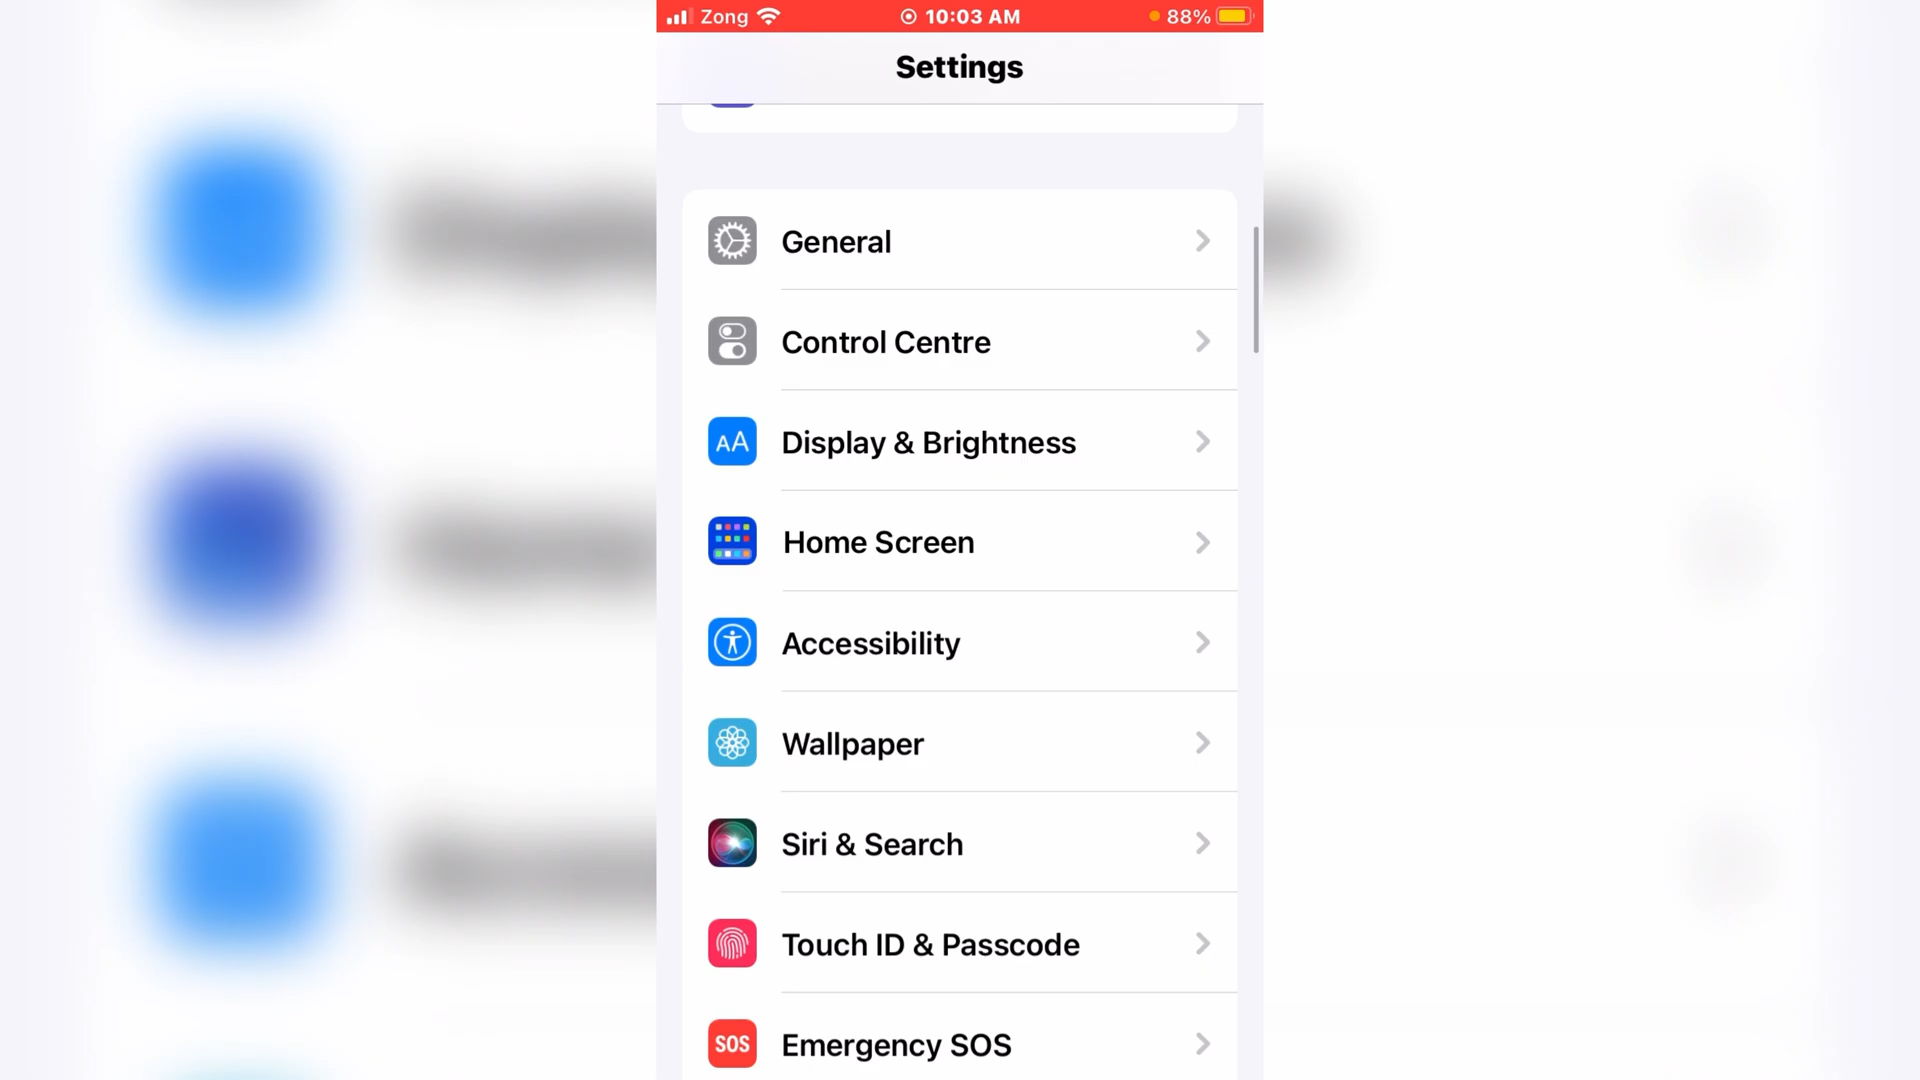 Zong 10:03 AM 88%
Settings
General
Control Centre
AA Display & Brightness
Home Screen
Accessibility
Wallpaper
Siri & Search
Touch ID & Passcode
SOS Emergency SOS